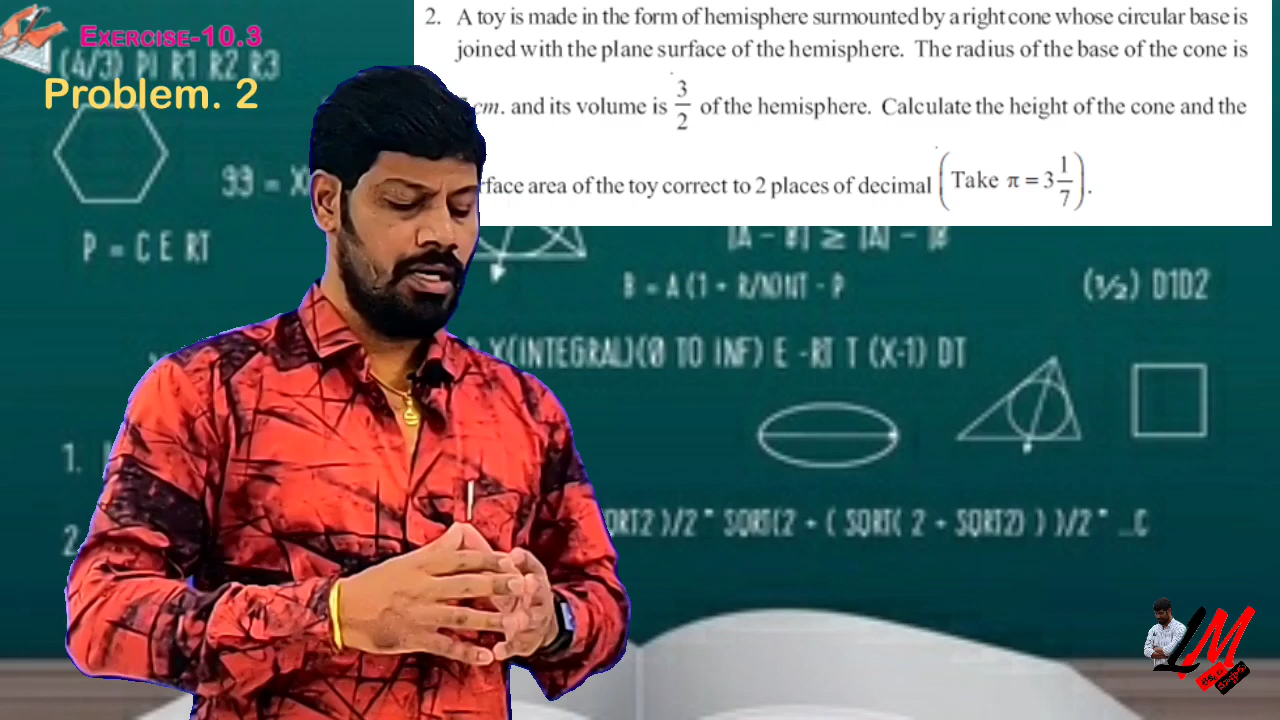 EXERCISE-10.3
Problem. 2
2. A toy is made in the form of hemisphere surmounted by a right cone whose circular base is
joined with the plane surface of the hemisphere. The radius of the base of the cone is
cm. and its volume is 3/2 of the hemisphere. Calculate the height of the cone and the
area of the toy correct to 2 places of decimal (Take π = 3 1/7).
(4/3) PI R1 R2 R3
99 = X
P = C E RT
B = A (1 + R/100)NT - P
(1/2) D1D2
X(INTEGRAL)(0 TO INF) E -RT T (X-1) DT
1.
2.
SQRT(2 + ( SQRT( 2 + SQRT2) ) )/2
LM